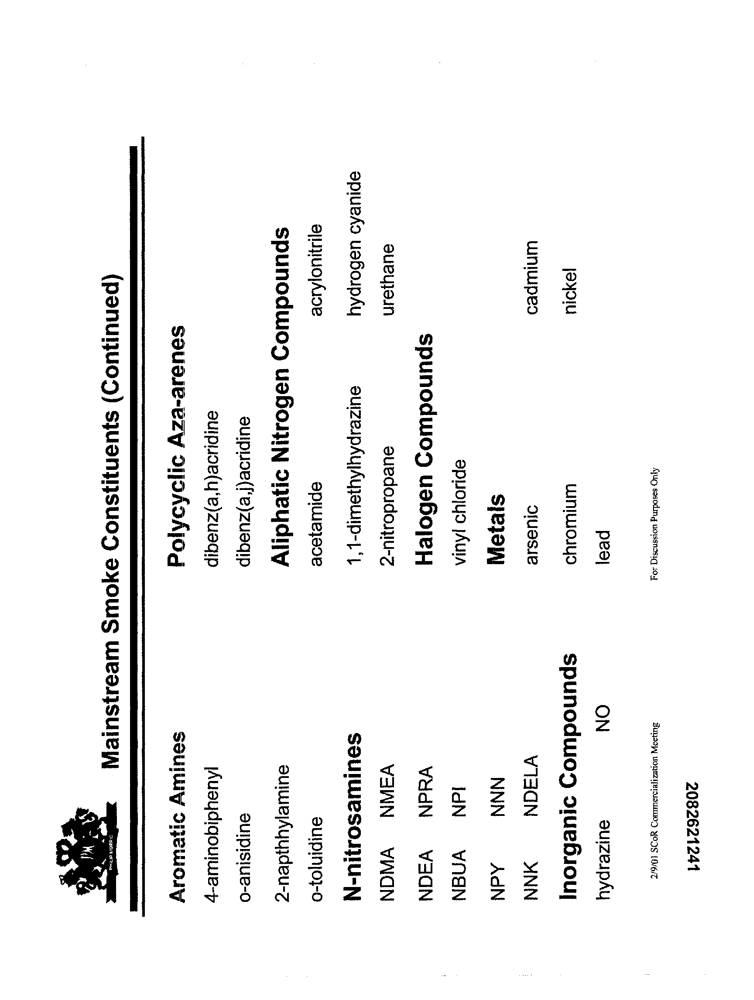 Mainstream Smoke Constituents (Continued)
Aromatic Amines
4-aminobiphenyl
o-anisidine
2-napthhylamine
o-toluidine
N-nitrosamines
NDMA NMEA
NDEA NPRA
NBUA NPI
NPY NNN
NNK NDELA
Inorganic Compounds
hydrazine NO
Polycyclic Aza-arenes
dibenz(a,h)acridine
dibenz(a,j)acridine
Aliphatic Nitrogen Compounds
acetamide acrylonitrile
1,1-dimethylhydrazine hydrogen cyanide
2-nitropropane urethane
Halogen Compounds
vinyl chloride
Metals
arsenic cadmium
chromium nickel
lead
2/9/01 SCoR Commercialization Meeting
For Discussion Purposes Only
2082621241